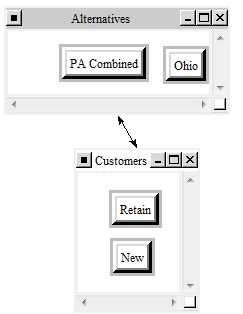 Alternatives
PA Combined
Ohio
Customers
Retain
New